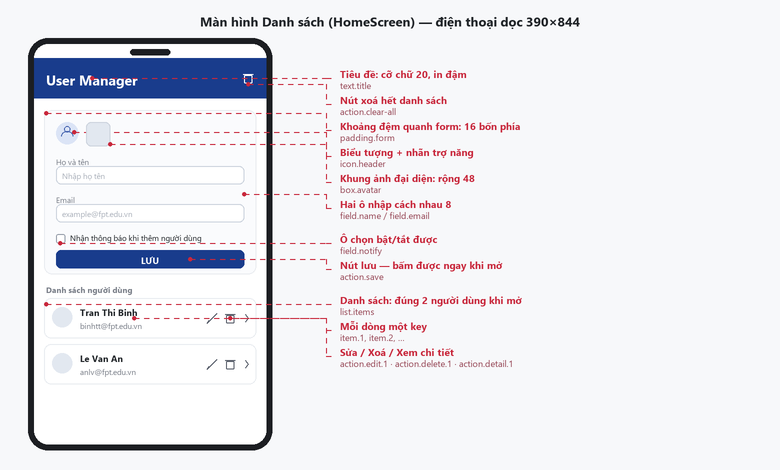 Màn hình Danh sách (HomeScreen) — điện thoại dọc 390×844
User Manager
Họ và tên
Nhập họ tên
Email
example@fpt.edu.vn
Nhận thông báo khi thêm người dùng
LƯU
Danh sách người dùng
Tran Thi Binh
binhtt@fpt.edu.vn
Le Van An
anlv@fpt.edu.vn
Tiêu đề: cỡ chữ 20, in đậm
text.title
Nút xoá hết danh sách
action.clear-all
Khoảng đệm quanh form: 16 bốn phía
padding.form
Biểu tượng + nhãn trợ năng
icon.header
Khung ảnh đại diện: rộng 48
box.avatar
Hai ô nhập cách nhau 8
field.name / field.email
Ô chọn bật/tắt được
field.notify
Nút lưu — bấm được ngay khi mở
action.save
Danh sách: đúng 2 người dùng khi mở
list.items
Mỗi dòng một key
item.1, item.2, ...
Sửa / Xoá / Xem chi tiết
action.edit.1 · action.delete.1 · action.detail.1